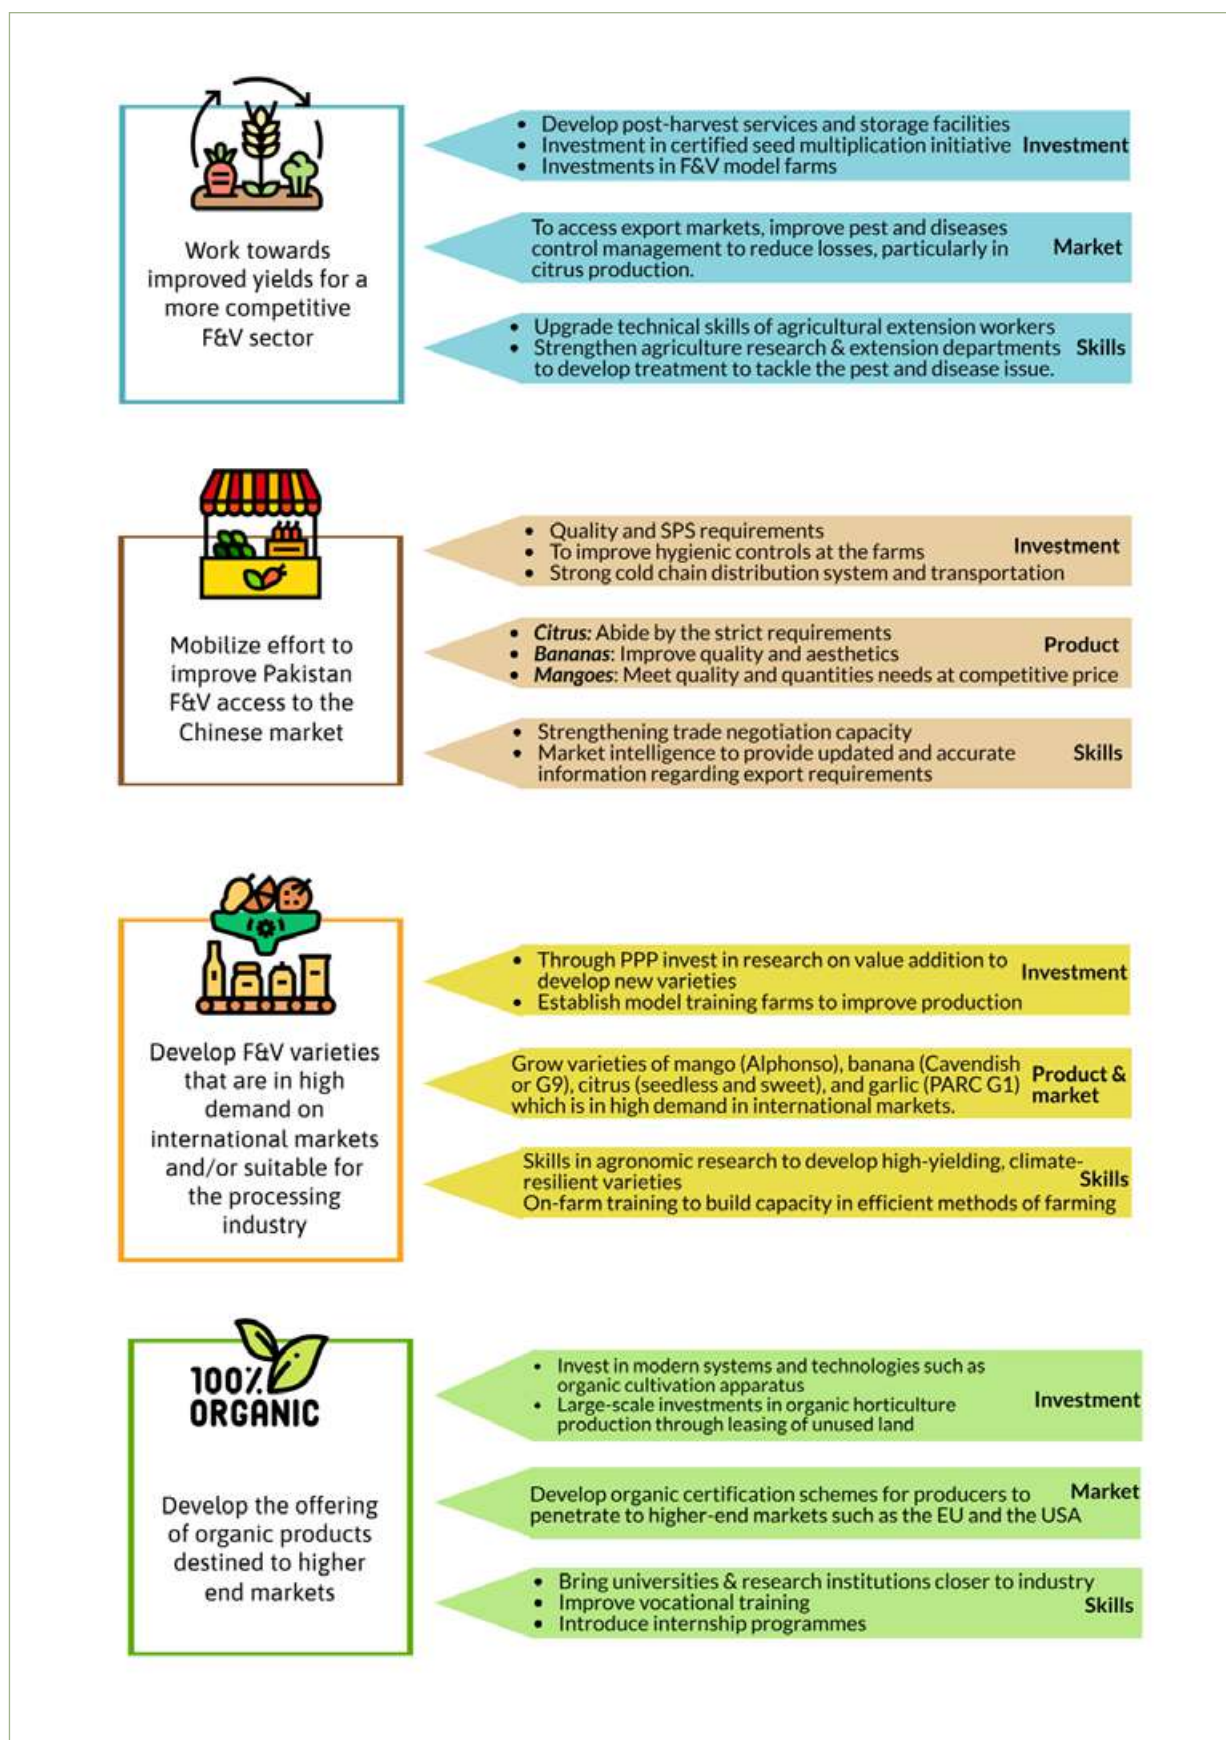 Work towards
improved yields for a
more competitive
F&V sector
• Develop post-harvest services and storage facilities
• Investment in certified seed multiplication initiative
• Investments in F&V model farms
Investment
To access export markets, improve pest and diseases
control management to reduce losses, particularly in
citrus production.
Market
• Upgrade technical skills of agricultural extension workers
• Strengthen agriculture research & extension departments
to develop treatment to tackle the pest and disease issue.
Skills
Mobilize effort to
improve Pakistan
F&V access to the
Chinese market
• Quality and SPS requirements
• To improve hygienic controls at the farms
• Strong cold chain distribution system and transportation
Investment
• Citrus: Abide by the strict requirements
• Bananas: Improve quality and aesthetics
• Mangoes: Meet quality and quantities needs at competitive price
Product
• Strengthening trade negotiation capacity
• Market intelligence to provide updated and accurate
information regarding export requirements
Skills
Develop F&V varieties
that are in high
demand on
international markets
and/or suitable for
the processing
industry
• Through PPP invest in research on value addition to
develop new varieties
• Establish model training farms to improve production
Investment
Grow varieties of mango (Alphonso), banana (Cavendish
or G9), citrus (seedless and sweet), and garlic (PARC G1)
which is in high demand in international markets.
Product &
market
Skills in agronomic research to develop high-yielding, climate-
resilient varieties
On-farm training to build capacity in efficient methods of farming
Skills
100%
ORGANIC
Develop the offering
of organic products
destined to higher
end markets
• Invest in modern systems and technologies such as
organic cultivation apparatus
• Large-scale investments in organic horticulture
production through leasing of unused land
Investment
Develop organic certification schemes for producers to
penetrate to higher-end markets such as the EU and the USA
Market
• Bring universities & research institutions closer to industry
• Improve vocational training
• Introduce internship programmes
Skills